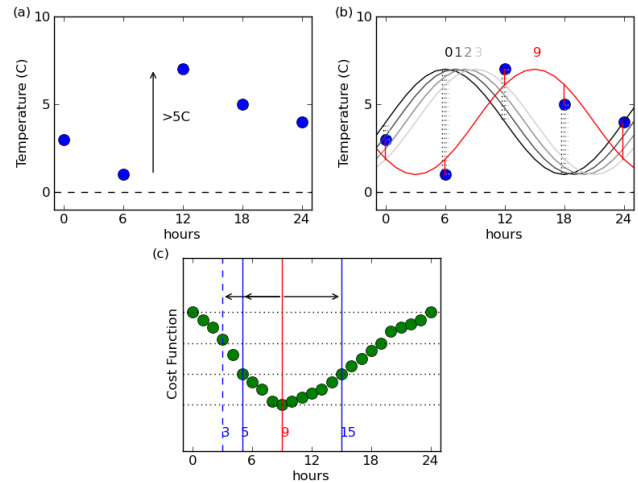 (a)
10
5
0
Temperature (C)
>5C
0 6 12 18 24
hours
(b)
10
5
0
Temperature (C)
0 1 2 3 9
0 6 12 18 24
hours
(c)
Cost Function
3 5 9 15
0 6 12 18 24
hours